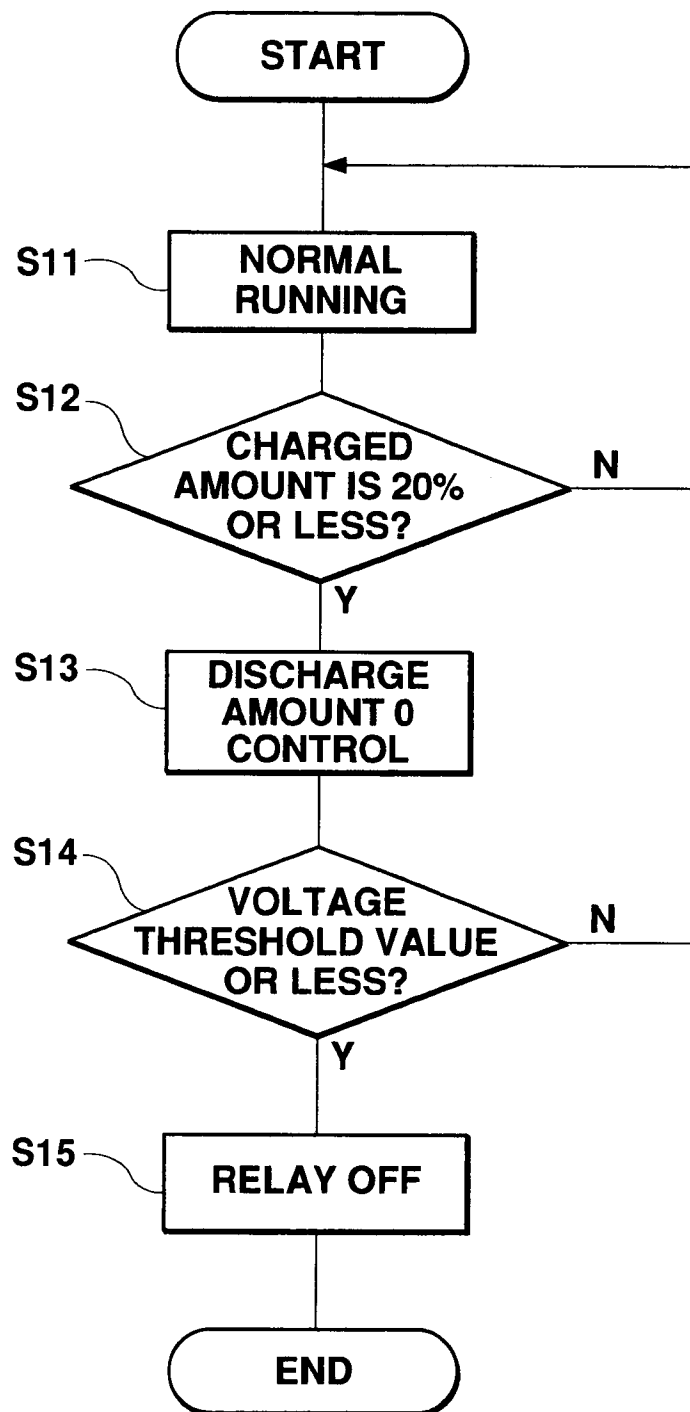 START
S11
NORMAL
RUNNING
S12
CHARGED
AMOUNT IS 20%
OR LESS?
N
Y
S13
DISCHARGE
AMOUNT 0
CONTROL
S14
VOLTAGE
THRESHOLD VALUE
OR LESS?
N
Y
S15
RELAY OFF
END